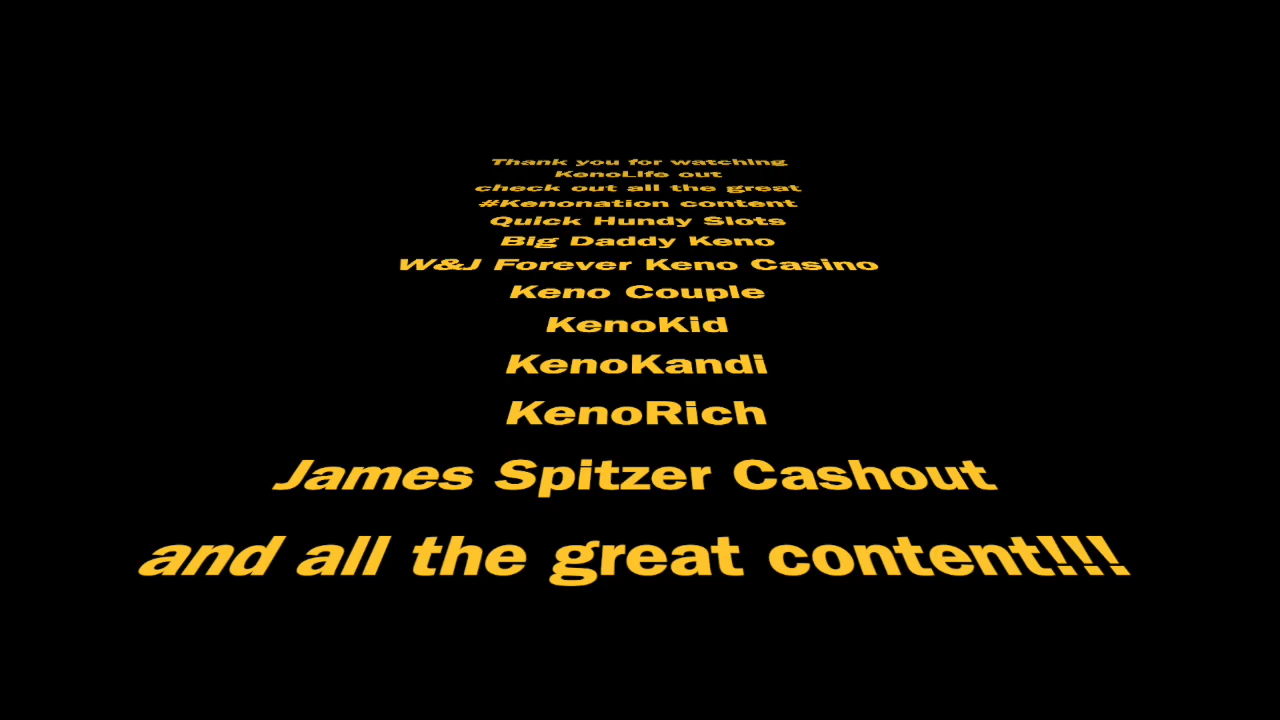 Thank you for watching
KenoLife out
check out all the great
#Kenonation content
Quick Hundy Slots
Big Daddy Keno
W&J Forever Keno Casino
Keno Couple
KenoKid
KenoKandi
KenoRich
James Spitzer Cashout
and all the great content!!!